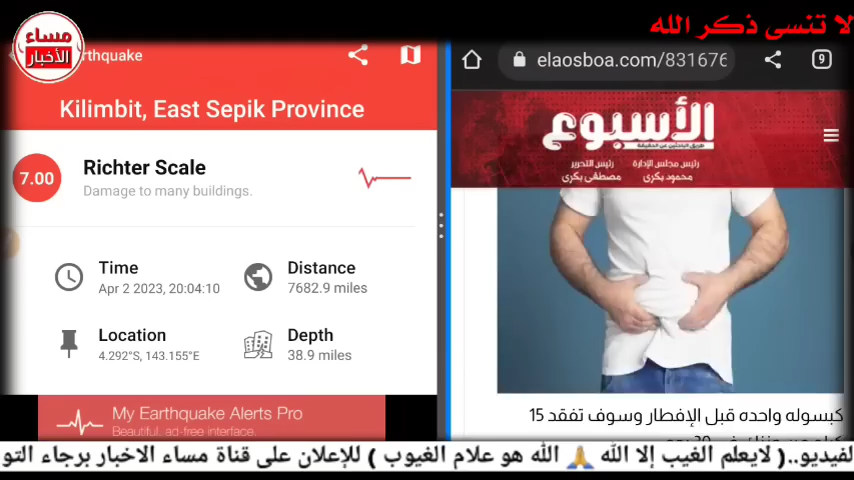 لا تنسى ذكر الله
مساء
الأخبار
rthquake
Kilimbit, East Sepik Province
7.00
Richter Scale
Damage to many buildings.
Time
Apr 2 2023, 20:04:10
Distance
7682.9 miles
Location
4.292°S, 143.155°E
Depth
38.9 miles
My Earthquake Alerts Pro
Beautiful, ad-free interface.
elaosboa.com/831676
9
الأسبوع
طريق الباحثين عن الحقيقة
رئيس مجلس الإدارة
محمود بكرى
رئيس التحرير
مصطفى بكرى
كبسوله واحده قبل الإفطار وسوف تفقد 15
لفيديو..( لايعلم الغيب إلا الله 🙏 الله هو علام الغيوب ) للإعلان على قناة مساء الاخبار برجاء التو